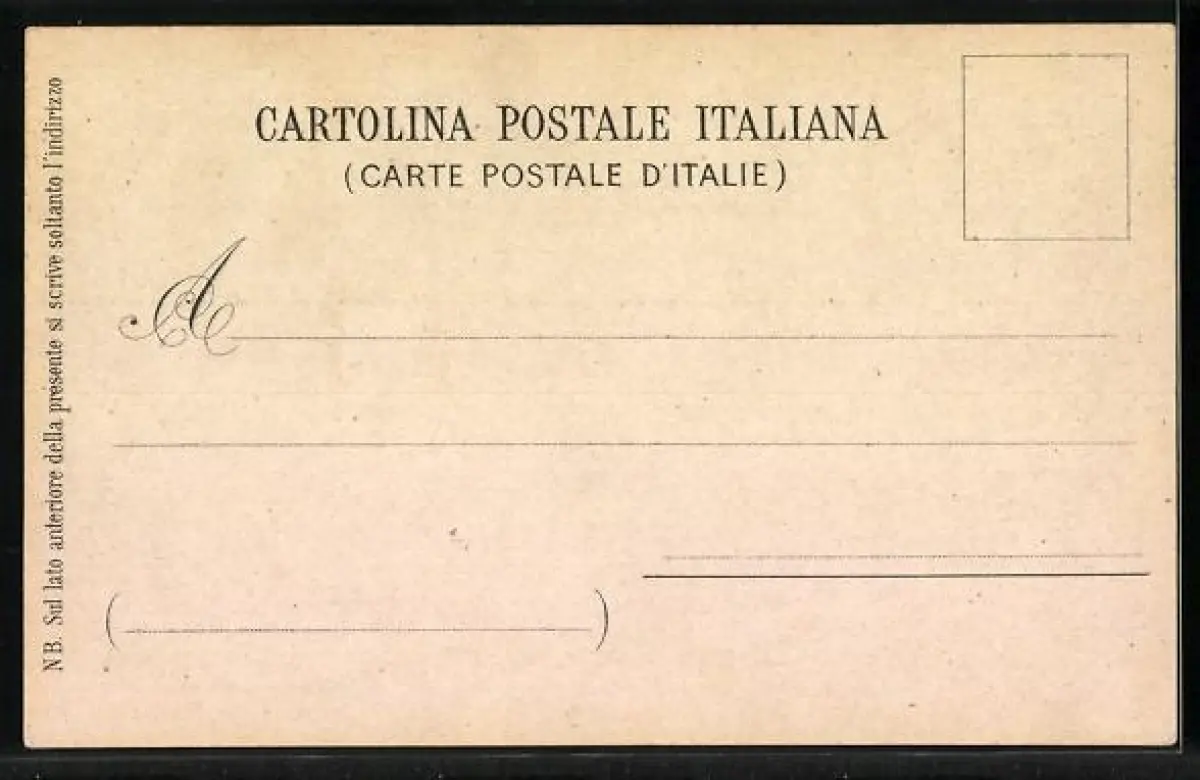 CARTOLINA POSTALE ITALIANA
(CARTE POSTALE D'ITALIE)
A
( )
NB. Sul lato anteriore della presente si scrive soltanto l'indirizzo